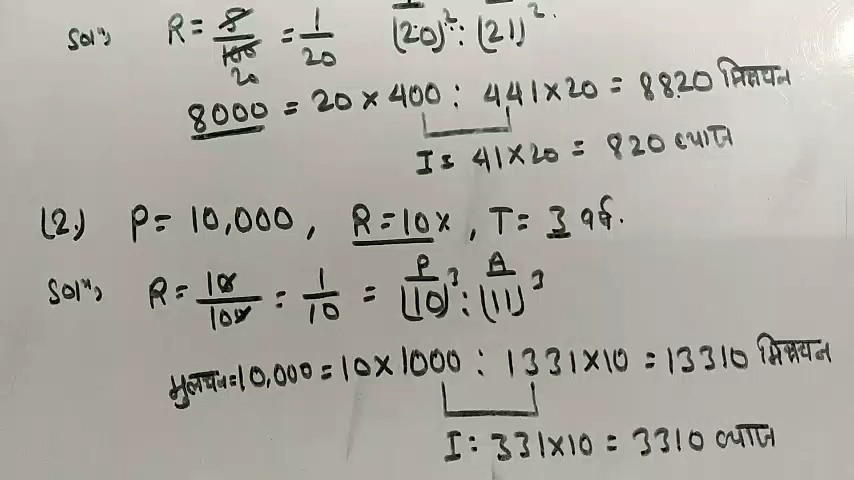 Solⁿ, R = 8/100 = 1/20 (20)² : (21)².
20
8000 = 20 × 400 : 441 × 20 = 8820 मिश्रधन
I = 41 × 20 = 820 ब्याज
(2.) P = 10,000, R = 10%, T = 3 वर्ष.
Solⁿ, R = 10/100 = 1/10 = P/(10)³ : A/(11)³
मुलधन = 10,000 = 10 × 1000 : 1331 × 10 = 13310 मिश्रधन
I : 331 × 10 = 3310 ब्याज